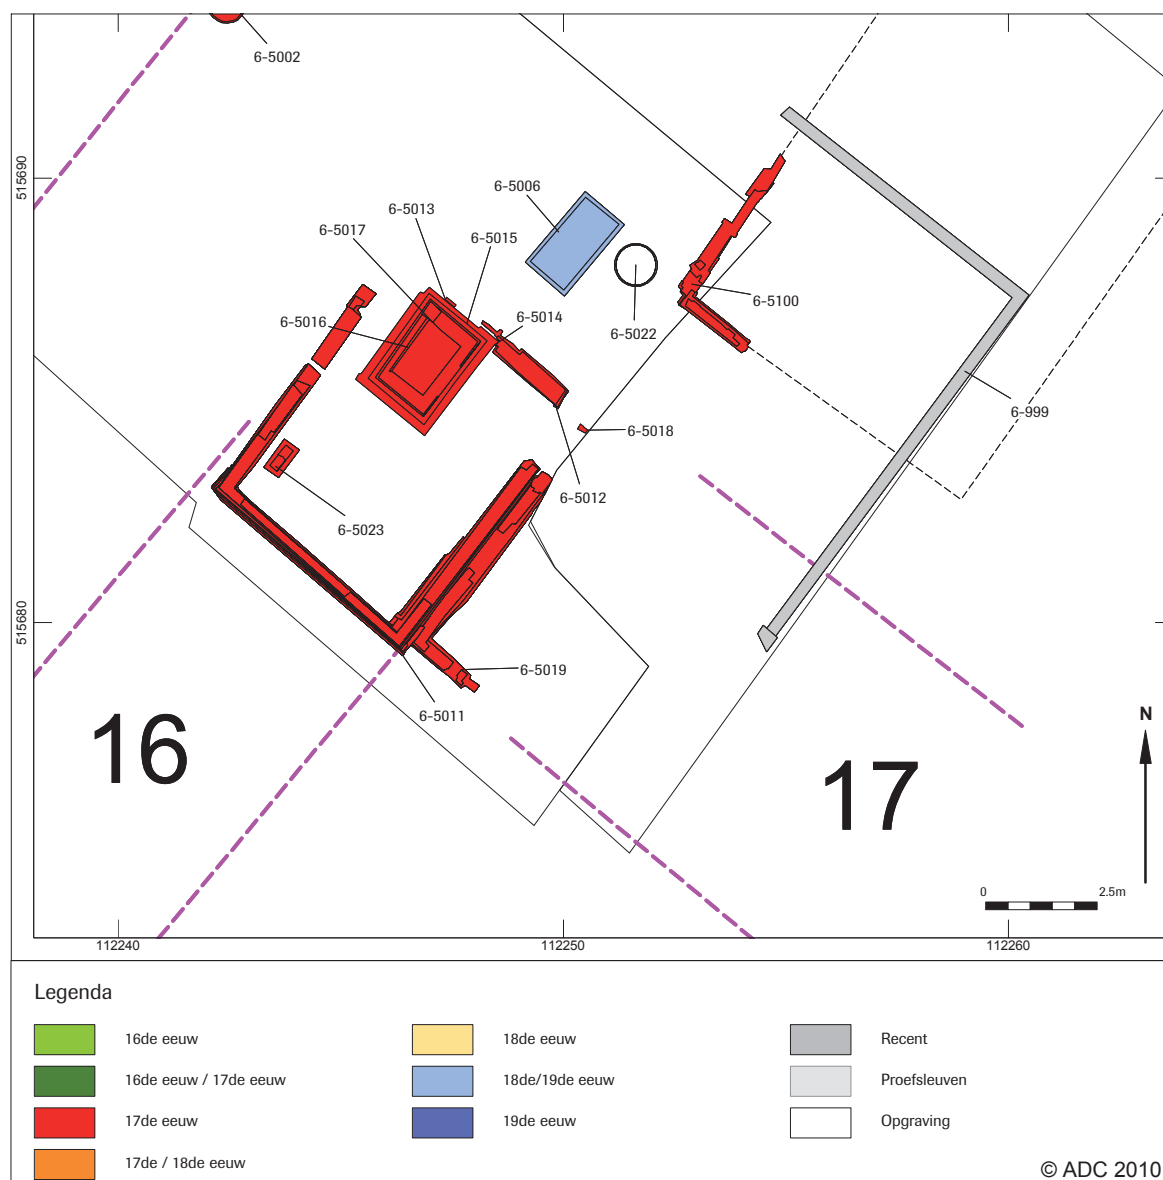 6-5002
515690
6-5006
6-5013
6-5017
6-5015
6-5016
6-5014
6-5022
6-5100
6-999
6-5018
6-5012
6-5023
515680
6-5019
6-5011
16
17
N
0 2.5m
112240 112250 112260
Legenda
16de eeuw
16de eeuw / 17de eeuw
17de eeuw
17de / 18de eeuw
18de eeuw
18de/19de eeuw
19de eeuw
Recent
Proefsleuven
Opgraving
© ADC 2010